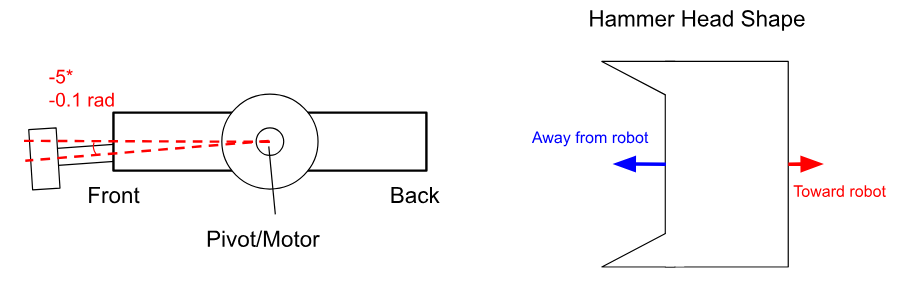 Hammer Head Shape
-5*
-0.1 rad
Away from robot
Toward robot
Front
Back
Pivot/Motor